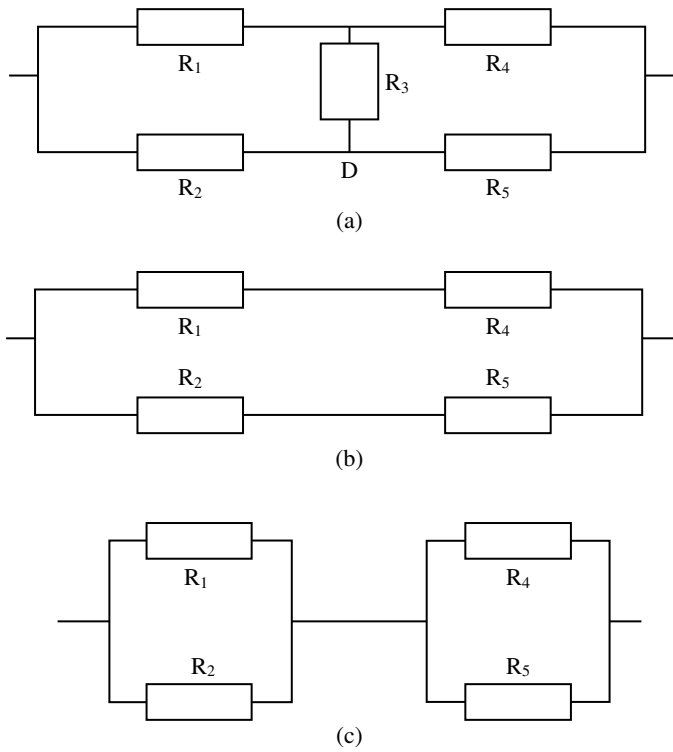 R₁ R₃ R₄
R₂ D R₅
(a)
R₁ R₄
R₂ R₅
(b)
R₁ R₄
R₂ R₅
(c)